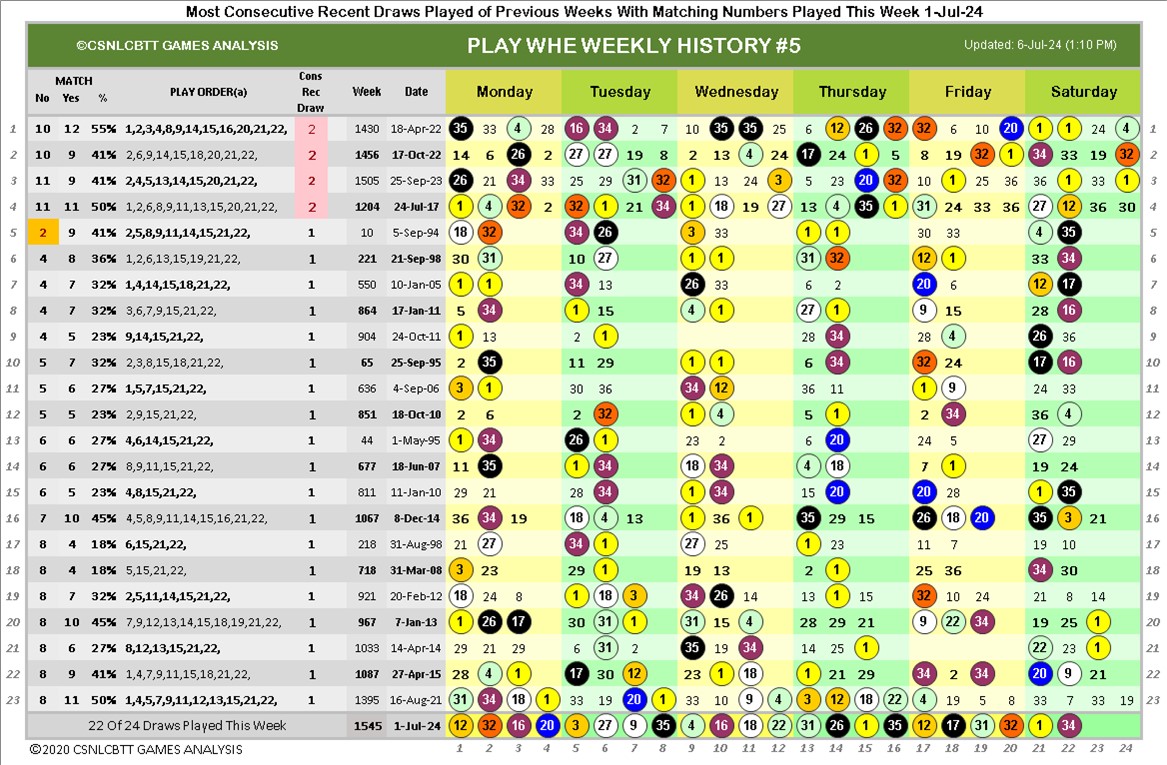 Most Consecutive Recent Draws Played of Previous Weeks With Matching Numbers Played This Week 1-Jul-24
©CSNLCBTT GAMES ANALYSIS PLAY WHE WEEKLY HISTORY #5 Updated: 6-Jul-24 (1:10 PM)
No MATCH Yes % PLAY ORDER(a) Cons Rec Draw Week Date Monday Tuesday Wednesday Thursday Friday Saturday
1 10 12 55% 1,2,3,4,8,9,14,15,16,20,21,22, 2 1430 18-Apr-22 35 33 4 28 16 34 2 7 10 35 35 25 6 12 26 32 32 6 10 20 1 1 24 4 1
2 10 9 41% 2,6,9,14,15,18,20,21,22, 2 1456 17-Oct-22 14 6 26 2 27 27 19 8 2 13 4 24 17 24 1 5 8 19 32 1 34 33 19 32 2
3 11 9 41% 2,4,5,13,14,15,20,21,22, 2 1505 25-Sep-23 26 21 34 33 25 29 31 32 1 13 24 3 5 23 20 32 10 1 25 36 36 1 33 1 3
4 11 11 50% 1,2,6,8,9,11,13,15,20,21,22, 2 1204 24-Jul-17 1 4 32 2 32 1 21 34 1 18 19 27 13 4 35 1 31 24 33 36 27 12 36 30 4
5 2 9 41% 2,5,8,9,11,14,15,21,22, 1 10 5-Sep-94 18 32 34 26 3 33 1 1 30 33 4 35 5
6 4 8 36% 1,2,6,13,15,19,21,22, 1 221 21-Sep-98 30 31 10 27 1 1 31 32 12 1 33 34 6
7 4 7 32% 1,4,14,15,18,21,22, 1 550 10-Jan-05 1 1 34 13 26 33 6 2 20 6 12 17 7
8 4 7 32% 3,6,7,9,15,21,22, 1 864 17-Jan-11 5 34 1 15 4 1 27 1 9 15 28 16 8
9 4 5 23% 9,14,15,21,22, 1 904 24-Oct-11 1 13 2 1 28 34 28 4 26 36 9
10 5 7 32% 2,3,8,15,18,21,22, 1 65 25-Sep-95 2 35 11 29 1 1 6 34 32 24 17 16 10
11 5 6 27% 1,5,7,15,21,22, 1 636 4-Sep-06 3 1 30 36 34 12 36 11 1 9 24 33 11
12 5 5 23% 2,9,15,21,22, 1 851 18-Oct-10 2 6 2 32 1 4 5 1 2 34 36 4 12
13 6 6 27% 4,6,14,15,21,22, 1 44 1-May-95 1 34 26 1 23 2 6 20 24 5 27 29 13
14 6 6 27% 8,9,11,15,21,22, 1 677 18-Jun-07 11 35 1 34 18 34 4 18 7 1 19 24 14
15 6 5 23% 4,8,15,21,22, 1 811 11-Jan-10 29 21 28 34 1 34 15 20 20 28 1 35 15
16 7 10 45% 4,5,8,9,11,14,15,16,21,22, 1 1067 8-Dec-14 36 34 19 18 4 13 1 36 1 35 29 15 26 18 20 35 3 21 16
17 8 4 18% 6,15,21,22, 1 218 31-Aug-98 21 27 34 1 27 25 1 23 11 7 19 10 17
18 8 4 18% 5,15,21,22, 1 718 31-Mar-08 3 23 29 1 19 13 2 1 25 36 34 30 18
19 8 7 32% 2,5,11,14,15,21,22, 1 921 20-Feb-12 18 24 8 1 18 3 34 26 14 13 1 15 32 10 24 21 8 14 19
20 8 10 45% 7,9,12,13,14,15,18,19,21,22, 1 967 7-Jan-13 1 26 17 30 31 1 31 15 4 28 29 21 9 22 34 19 25 1 20
21 8 6 27% 8,12,13,15,21,22, 1 1033 14-Apr-14 29 21 29 6 31 2 35 19 34 14 25 1 22 23 1 21
22 8 9 41% 1,4,7,9,11,15,18,21,22, 1 1087 27-Apr-15 28 4 1 17 30 12 23 1 18 1 21 29 34 2 34 20 9 21 22
23 8 11 50% 1,4,5,7,9,11,12,13,15,21,22, 1 1395 16-Aug-21 31 34 18 1 33 19 20 1 33 10 9 4 3 12 18 22 4 19 5 8 33 7 33 19 23
22 Of 24 Draws Played This Week 1545 1-Jul-24 12 32 16 20 3 27 9 35 4 16 18 22 31 26 1 35 12 17 31 32 1 34
©2020 CSNLCBTT GAMES ANALYSIS 1 2 3 4 5 6 7 8 9 10 11 12 13 14 15 16 17 18 19 20 21 22 23 24